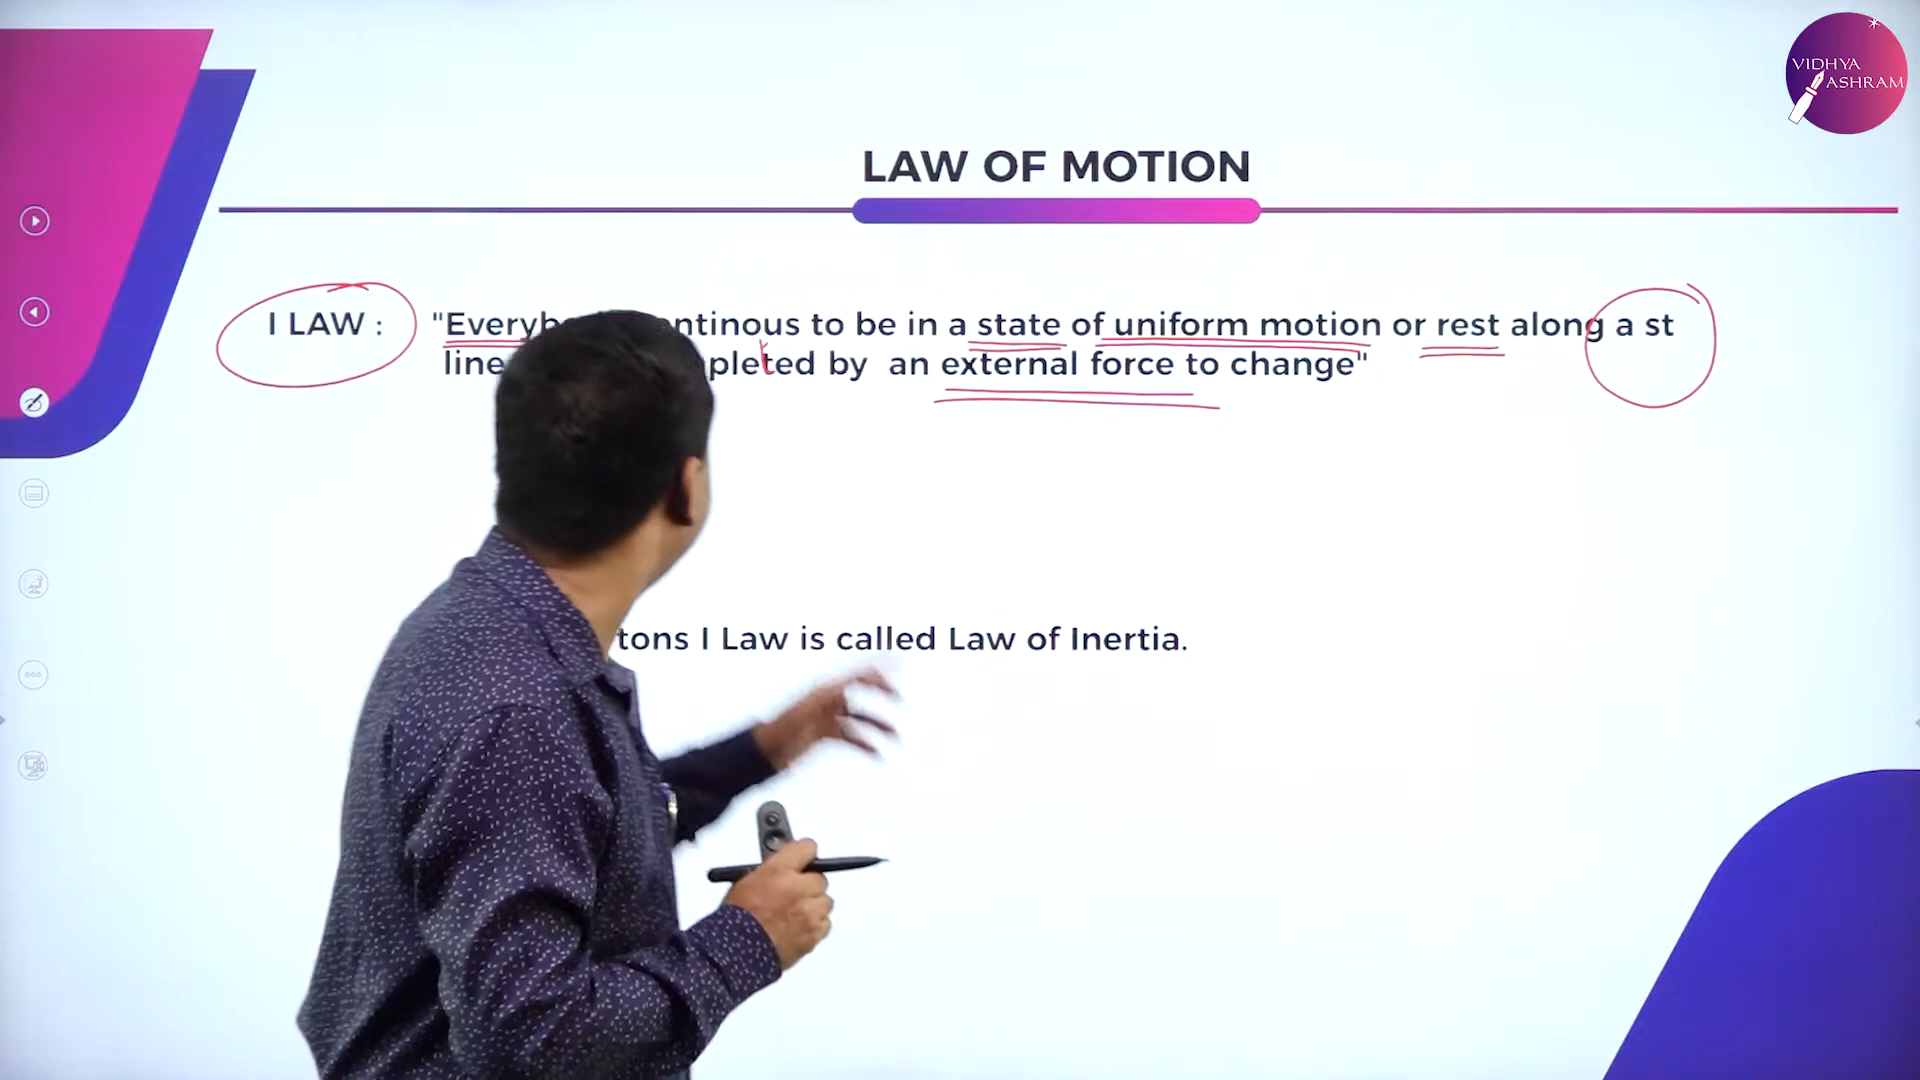 VIDHYA
ASHRAM
LAW OF MOTION
I LAW : "Everyb ntinous to be in a state of uniform motion or rest along a st
line pleted by an external force to change"
tons I Law is called Law of Inertia.